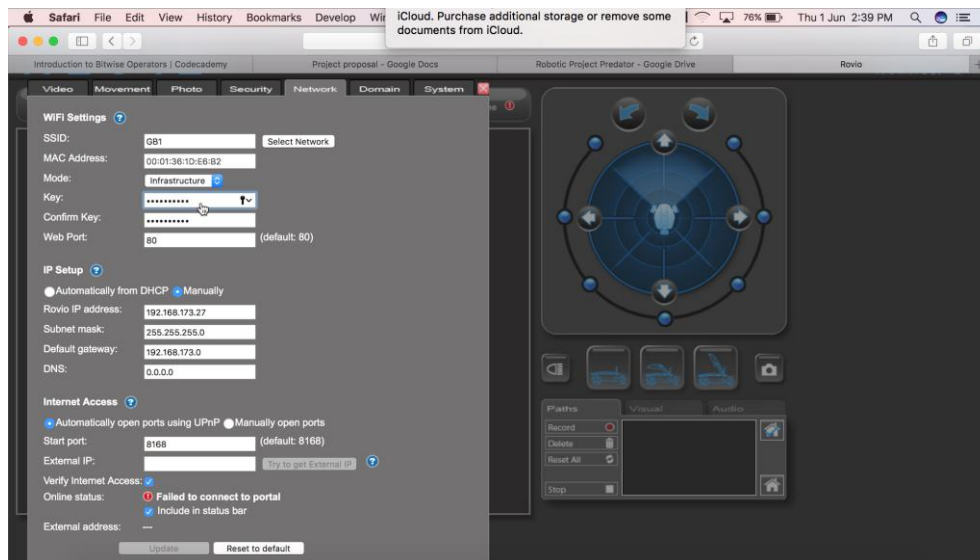 Safari File Edit View History Bookmarks Develop
iCloud. Purchase additional storage or remove some
documents from iCloud.
76% Thu 1 Jun 2:39 PM
Introduction to Bitwise Operators | Codecademy Project proposal - Google Docs Robotic Project Predator - Google Drive Rovio
Video Movement Photo Security Network Domain System
WiFi Settings ?
SSID: GB1 Select Network
MAC Address: 00:01:36:1D:E6:B2
Mode: Infrastructure
Key: ••••••••••
Confirm Key: ••••••••••
Web Port: 80 (default: 80)
IP Setup ?
Automatically from DHCP Manually
Rovio IP address: 192.168.173.27
Subnet mask: 255.255.255.0
Default gateway: 192.168.173.0
DNS: 0.0.0.0
Internet Access ?
Automatically open ports using UPnP Manually open ports
Start port: 8168 (default: 8168)
External IP: Try to get External IP ?
Verify Internet Access:
Online status: Failed to connect to portal
Include in status bar
External address: ---
Update Reset to default
Paths Visual Audio
Record
Delete
Reset All
Stop